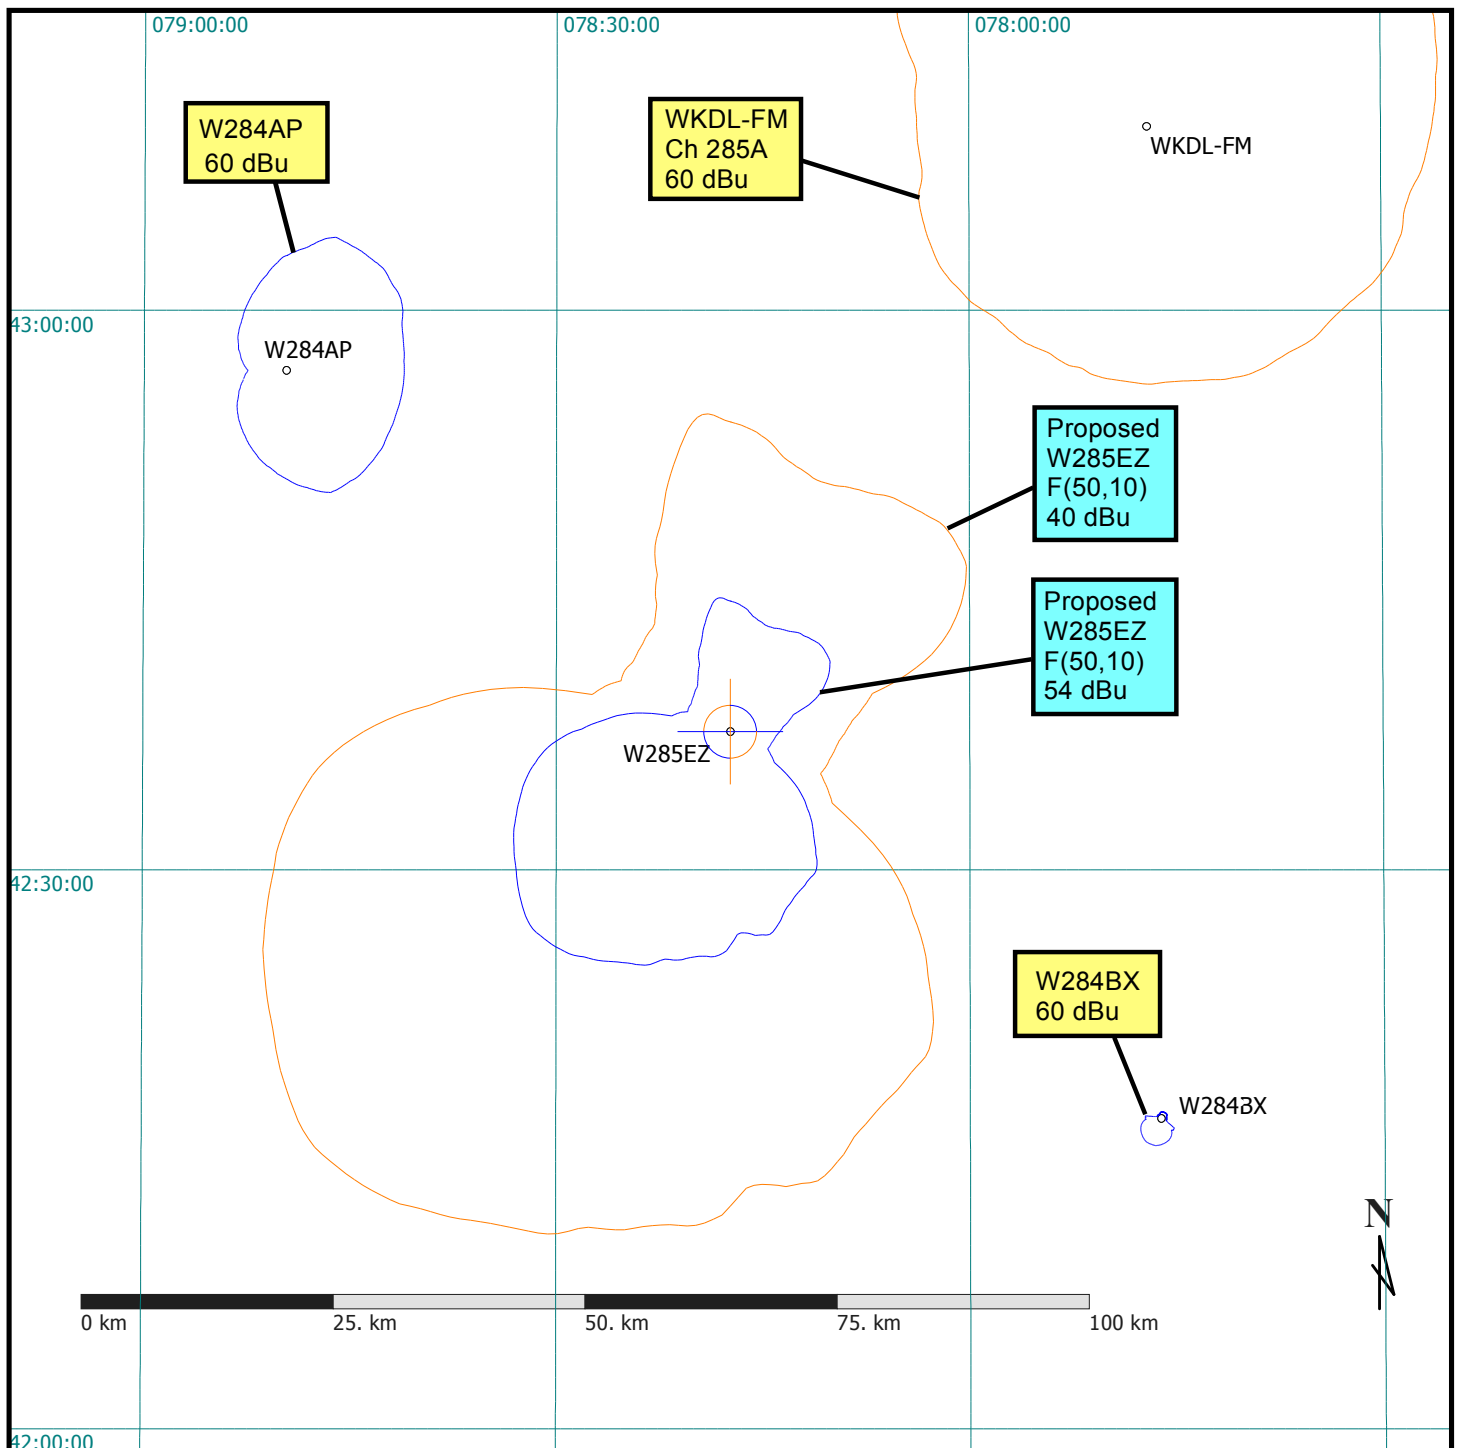 079:00:00
078:30:00
078:00:00
W284AP
60 dBu
WKDL-FM
Ch 285A
60 dBu
WKDL-FM
43:00:00
W284AP
Proposed
W285EZ
F(50,10)
40 dBu
Proposed
W285EZ
F(50,10)
54 dBu
W285EZ
42:30:00
W284BX
60 dBu
W284BX
N
0 km
25. km
50. km
75. km
100 km
42:00:00